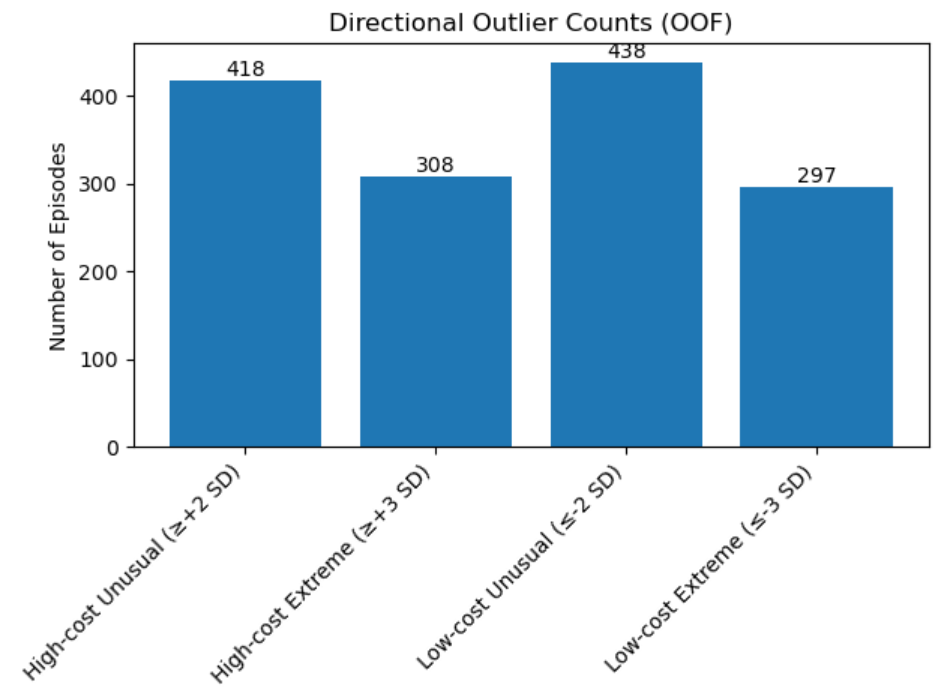 Directional Outlier Counts (OOF)
Number of Episodes
400
300
200
100
0
418
308
438
297
High-cost Unusual (≥+2 SD)
High-cost Extreme (≥+3 SD)
Low-cost Unusual (≤-2 SD)
Low-cost Extreme (≤-3 SD)